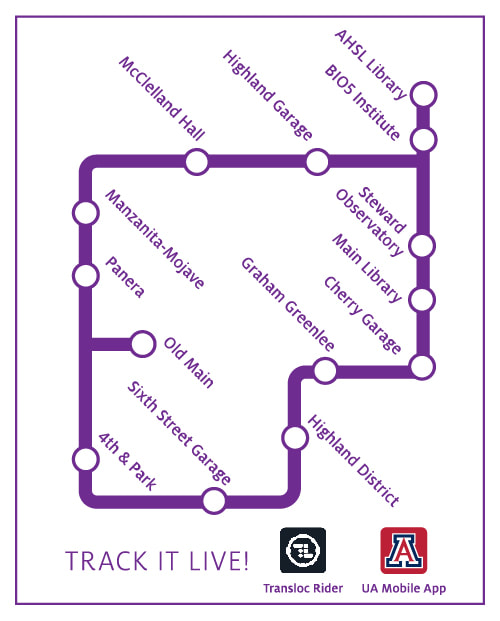 AHSL Library
BIO5 Institute
Highland Garage
McClelland Hall
Steward
Observatory
Main Library
Cherry Garage
Graham Greenlee
Manzanita-Mojave
Panera
Old Main
Sixth Street Garage
4th & Park
Highland District
TRACK IT LIVE!
Transloc Rider
UA Mobile App
A